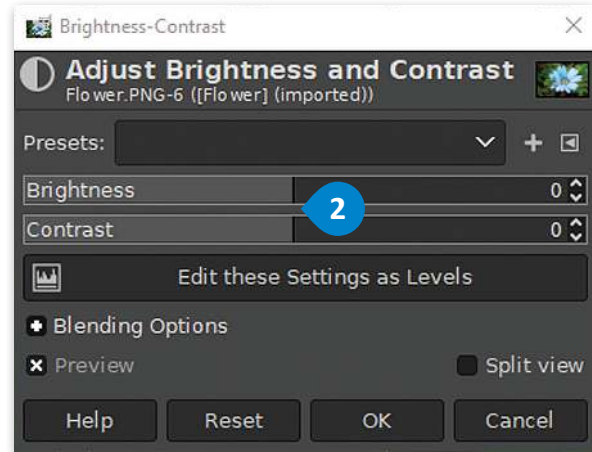 Brightness-Contrast
Adjust Brightness and Contrast
Flower.PNG-6 ([Flower] (imported))
Presets:
Brightness 0
2
Contrast 0
Edit these Settings as Levels
Blending Options
Preview Split view
Help Reset OK Cancel